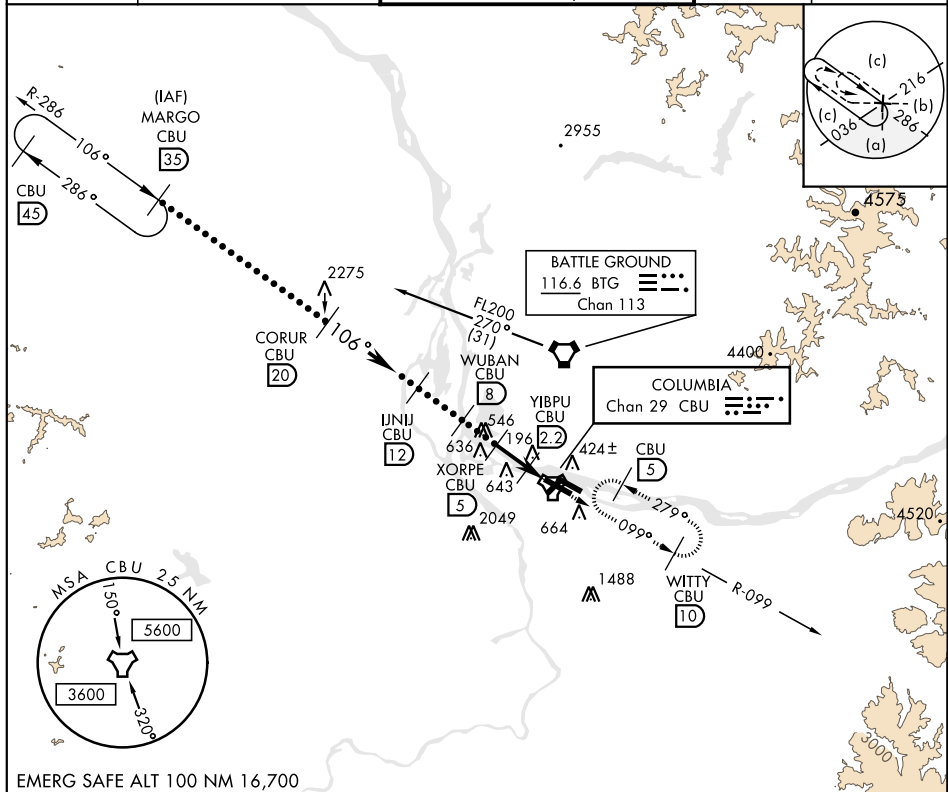 R-286
106°
286°
CBU
45
(IAF)
MARGO
CBU
35
2955
(c)
216
(b)
286
(c)
036
(a)
4575
2275
CORUR
CBU
20
106°
FL200
270°
(31)
BATTLE GROUND
116.6 BTG
Chan 113
4400
COLUMBIA
Chan 29 CBU
WUBAN
CBU
8
IJNIJ
CBU
12
546
636
196
YIBPU
CBU
2.2
424±
CBU
5
XORPE
CBU
5
643
664
279°
099°
2049
4520
WITTY
CBU
10
R-099
1488
MSA CBU 25 NM
150°
5600
3600
320°
3000
EMERG SAFE ALT 100 NM 16,700